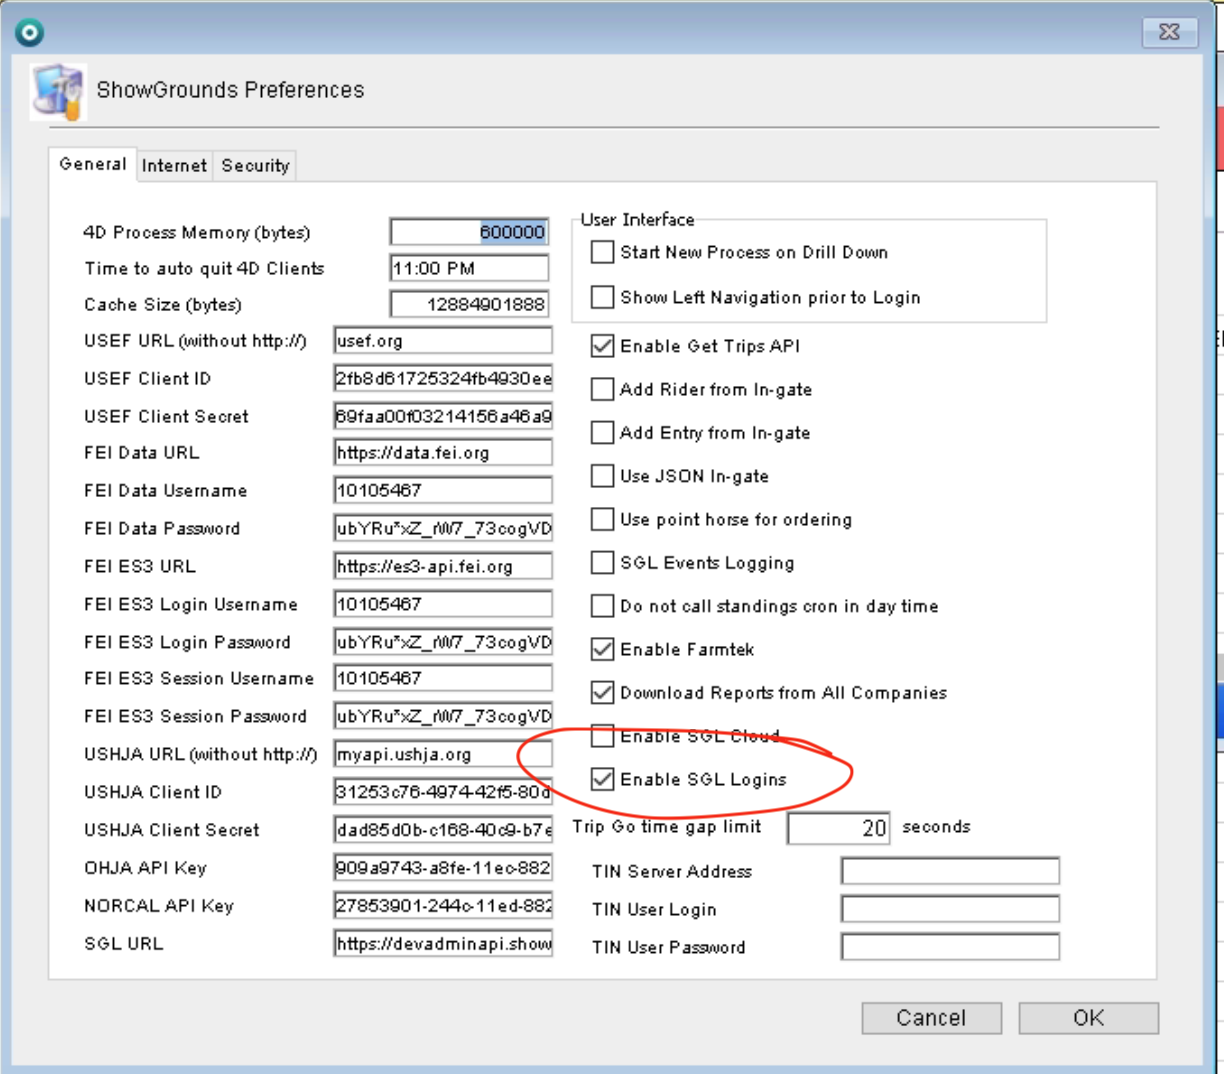 ShowGrounds Preferences
General Internet Security
4D Process Memory (bytes) 600000
Time to auto quit 4D Clients 11:00 PM
Cache Size (bytes) 12884901888
USEF URL (without http://) usef.org
USEF Client ID 2fb8d61725324fb4930ee
USEF Client Secret 69faa00f03214156a46a9
FEI Data URL https://data.fei.org
FEI Data Username 10105467
FEI Data Password ubYRu*xZ_rW7_73cogVD
FEI ES3 URL https://es3-api.fei.org
FEI ES3 Login Username 10105467
FEI ES3 Login Password ubYRu*xZ_rW7_73cogVD
FEI ES3 Session Username 10105467
FEI ES3 Session Password ubYRu*xZ_rW7_73cogVD
USHJA URL (without http://) myapi.ushja.org
USHJA Client ID 31253c76-4974-42f5-80d
USHJA Client Secret dad85d0b-c168-40c9-b7e
OHJA API Key 909a9743-a8fe-11ec-882
NORCAL API Key 27853901-244c-11ed-882
SGL URL https://devadminapi.show
User Interface
Start New Process on Drill Down
Show Left Navigation prior to Login
Enable Get Trips API
Add Rider from In-gate
Add Entry from In-gate
Use JSON In-gate
Use point horse for ordering
SGL Events Logging
Do not call standings cron in day time
Enable Farmtek
Download Reports from All Companies
Enable SGL Cloud
Enable SGL Logins
Trip Go time gap limit 20 seconds
TIN Server Address
TIN User Login
TIN User Password
Cancel OK